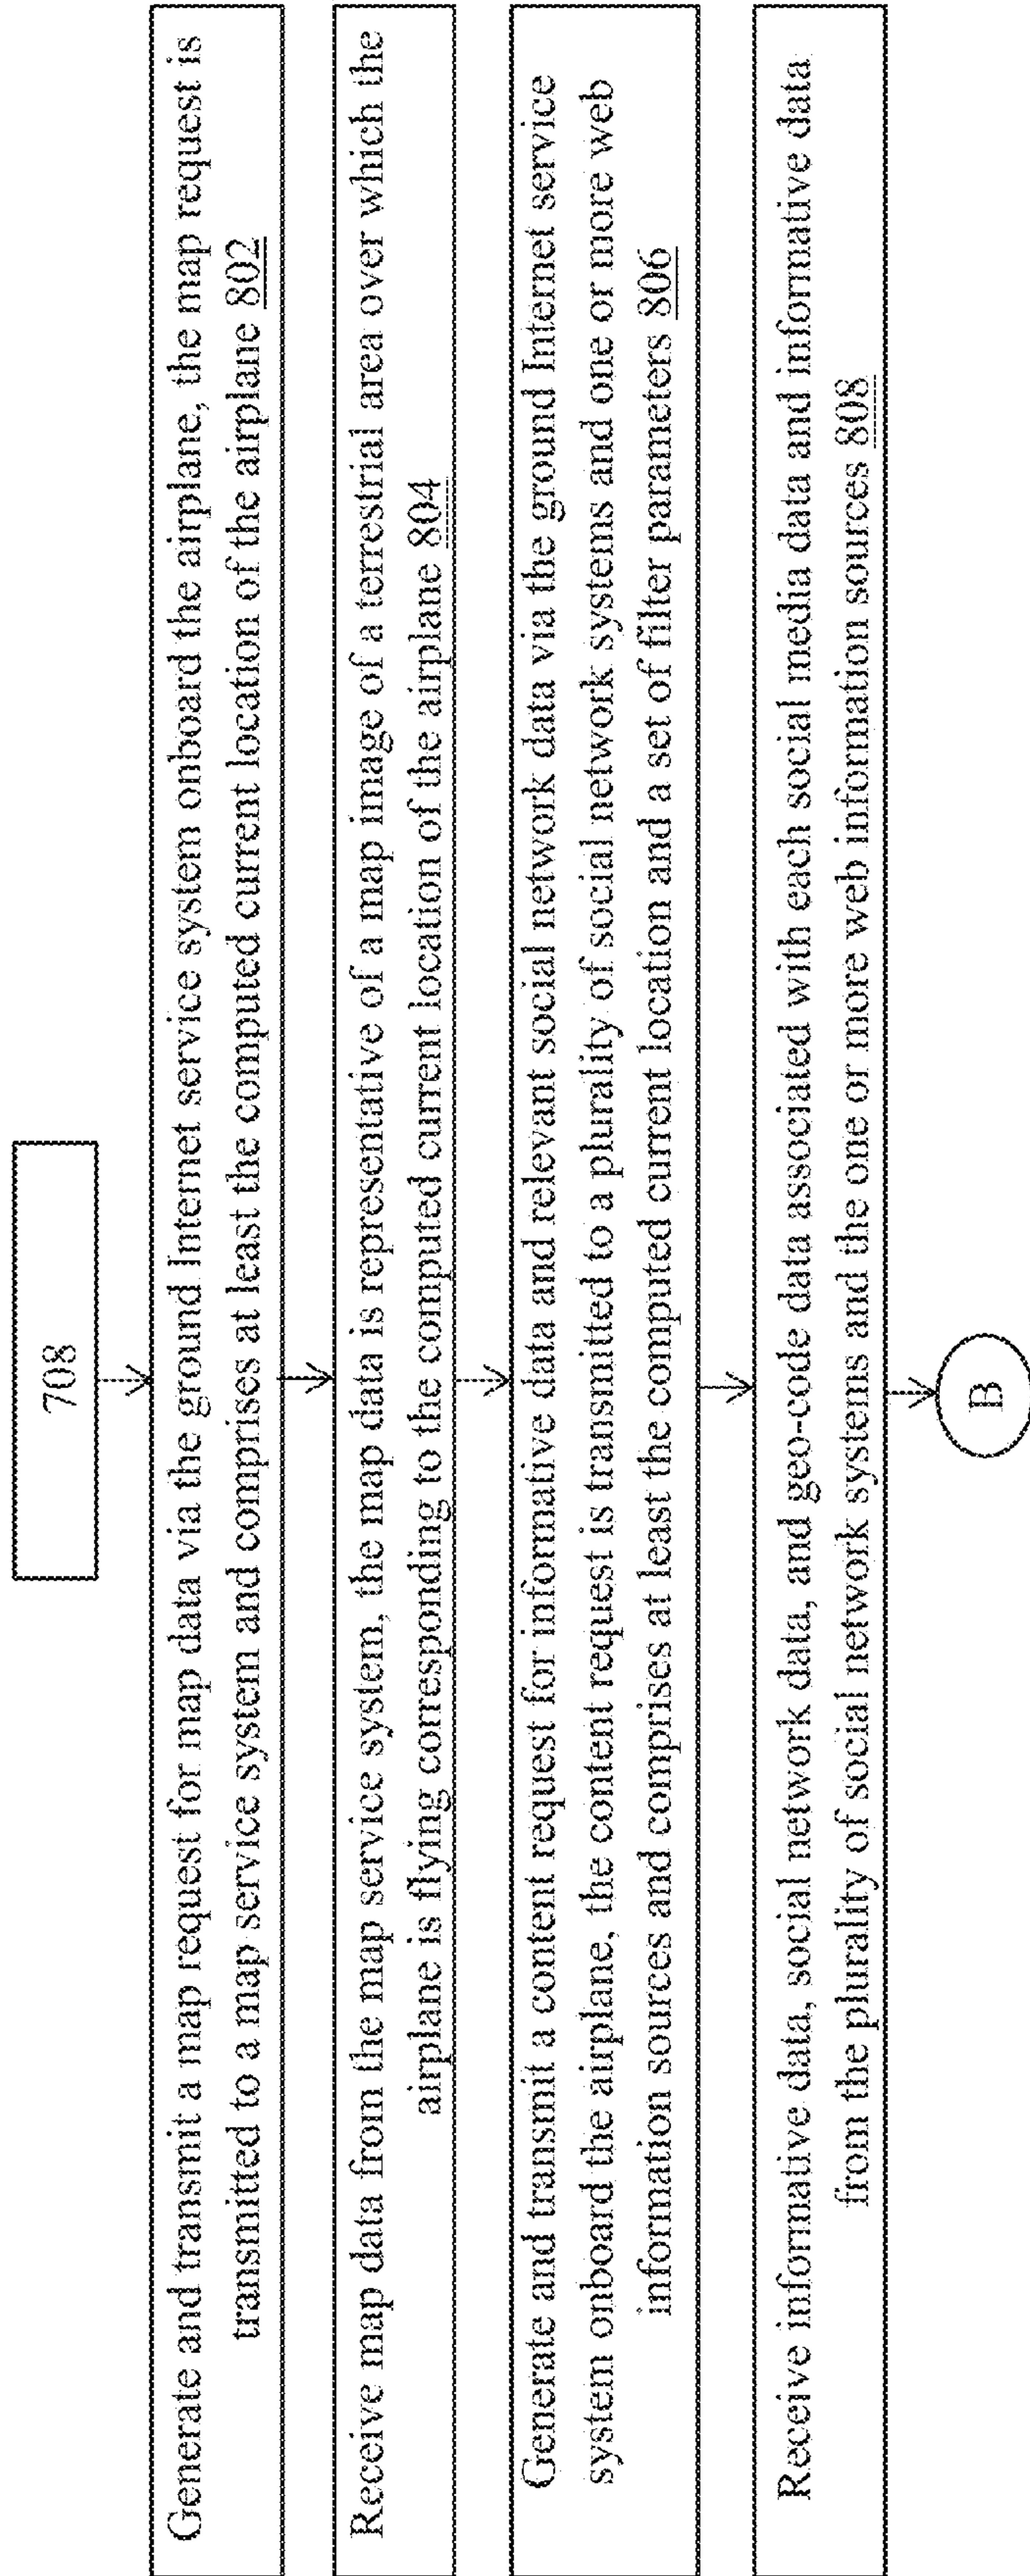 708
Generate and transmit a map request for map data via the ground Internet service system onboard the airplane, the map request is
transmitted to a map service system and comprises at least the computed current location of the airplane 802
Receive map data from the map service system, the map data is representative of a map image of a terrestrial area over which the
airplane is flying corresponding to the computed current location of the airplane 804
Generate and transmit a content request for informative data and relevant social network data via the ground Internet service
system onboard the airplane, the content request is transmitted to a plurality of social network systems and one or more web
information sources and comprises at least the computed current location and a set of filter parameters 806
Receive informative data, social network data, and geo-code data associated with each social media data and informative data
from the plurality of social network systems and the one or more web information sources 808
B